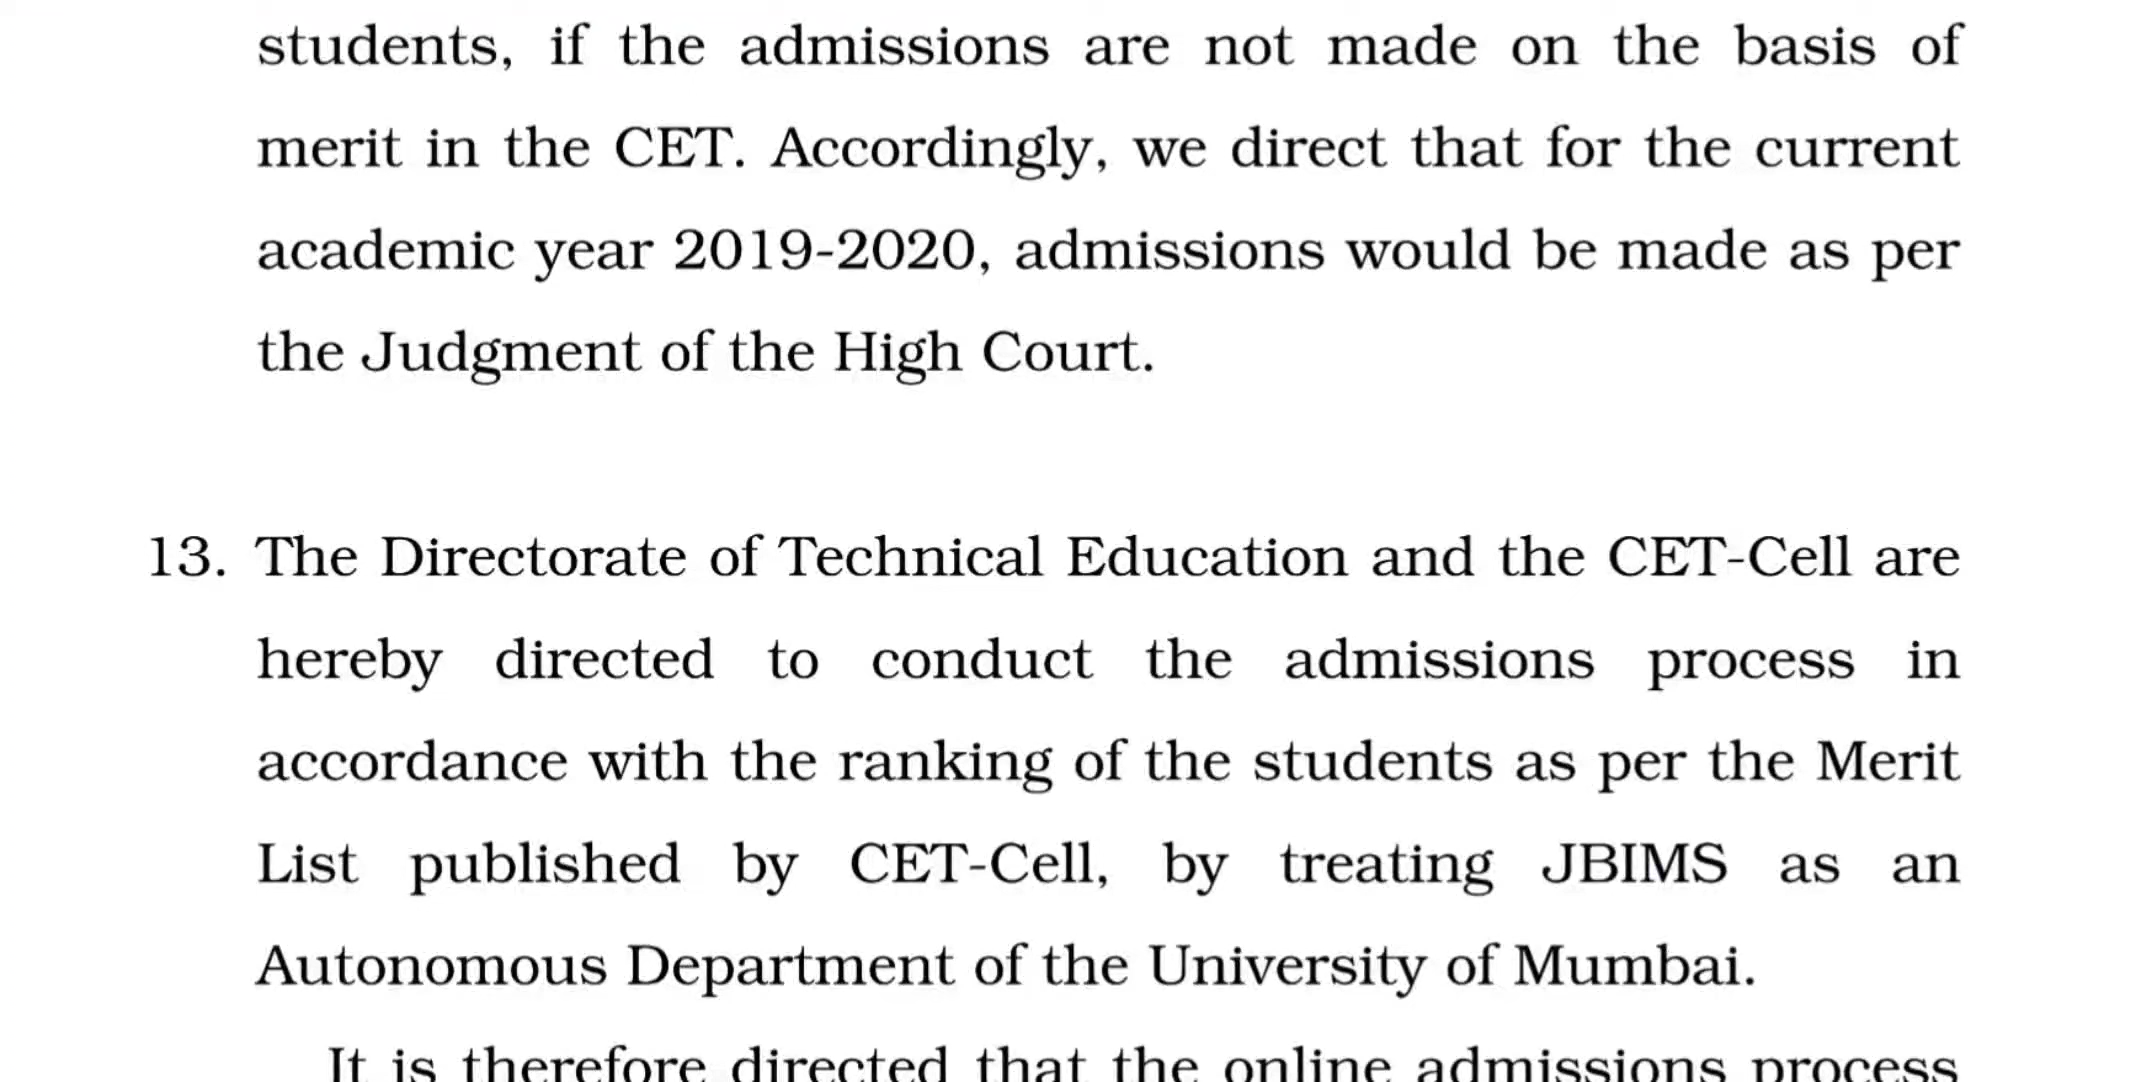 students, if the admissions are not made on the basis of
merit in the CET. Accordingly, we direct that for the current
academic year 2019-2020, admissions would be made as per
the Judgment of the High Court.
13. The Directorate of Technical Education and the CET-Cell are
hereby directed to conduct the admissions process in
accordance with the ranking of the students as per the Merit
List published by CET-Cell, by treating JBIMS as an
Autonomous Department of the University of Mumbai.
It is therefore directed that the online admissions process